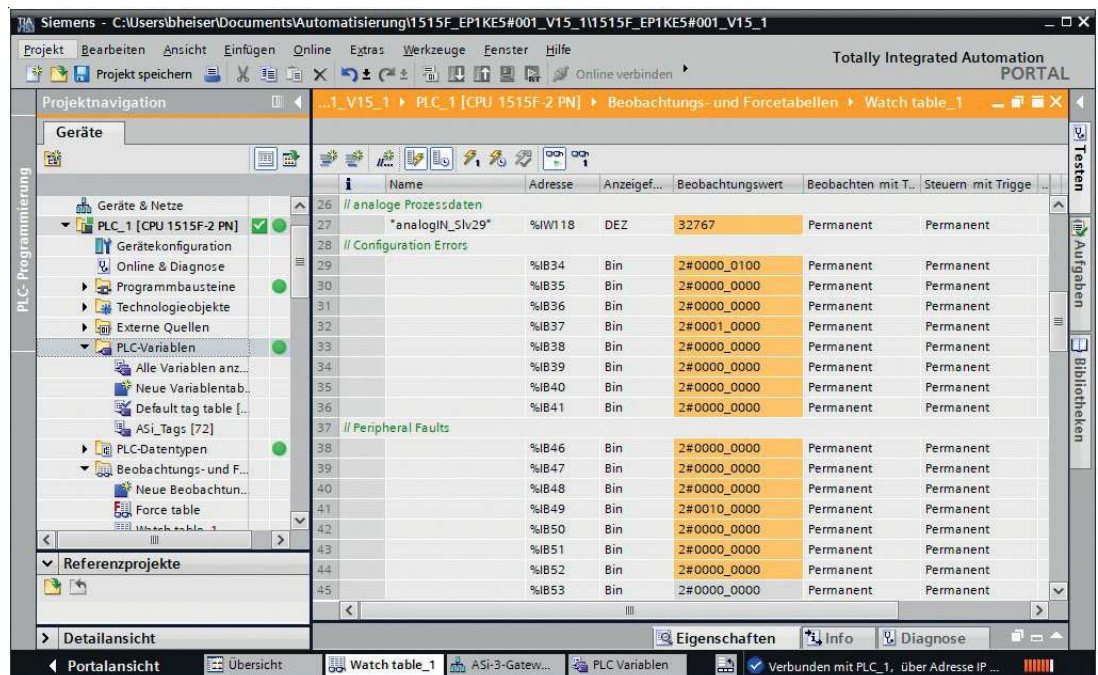 Siemens - C:\Users\bheiser\Documents\Automatisierung\1515F_EP1KE5#001_V15_1\1515F_EP1KE5#001_V15_1
Projekt Bearbeiten Ansicht Einfügen Online Extras Werkzeuge Fenster Hilfe
Totally Integrated Automation
PORTAL
Projekt speichern Online verbinden
Projektnavigation
...1_V15_1 PLC_1 [CPU 1515F-2 PN] Beobachtungs- und Forcetabellen Watch table_1
Geräte
PLC-Programmierung
Geräte & Netze
PLC_1 [CPU 1515F-2 PN]
Gerätekonfiguration
Online & Diagnose
Programmbausteine
Technologieobjekte
Externe Quellen
PLC-Variablen
Alle Variablen anz...
Neue Variablentab..
Default tag table [..
ASi_Tags [72]
PLC-Datentypen
Beobachtungs- und F...
Neue Beobachtun..
Force table
Watch table_1
Referenzprojekte
Detailansicht
i Name Adresse Anzeigef... Beobachtungswert Beobachten mit T.. Steuern mit Trigge ..
26 // analoge Prozessdaten
27 "analogIN_Slv29" %IW118 DEZ 32767 Permanent Permanent
28 // Configuration Errors
29 %IB34 Bin 2#0000_0100 Permanent Permanent
30 %IB35 Bin 2#0000_0000 Permanent Permanent
31 %IB36 Bin 2#0000_0000 Permanent Permanent
32 %IB37 Bin 2#0001_0000 Permanent Permanent
33 %IB38 Bin 2#0000_0000 Permanent Permanent
34 %IB39 Bin 2#0000_0000 Permanent Permanent
35 %IB40 Bin 2#0000_0000 Permanent Permanent
36 %IB41 Bin 2#0000_0000 Permanent Permanent
37 // Peripheral Faults
38 %IB46 Bin 2#0000_0000 Permanent Permanent
39 %IB47 Bin 2#0000_0000 Permanent Permanent
40 %IB48 Bin 2#0000_0000 Permanent Permanent
41 %IB49 Bin 2#0010_0000 Permanent Permanent
42 %IB50 Bin 2#0000_0000 Permanent Permanent
43 %IB51 Bin 2#0000_0000 Permanent Permanent
44 %IB52 Bin 2#0000_0000 Permanent Permanent
45 %IB53 Bin 2#0000_0000 Permanent Permanent
Testen
Aufgaben
Bibliotheken
Eigenschaften Info Diagnose
Portalansicht Übersicht Watch table_1 ASi-3-Gatew... PLC Variablen Verbunden mit PLC_1, über Adresse IP ...